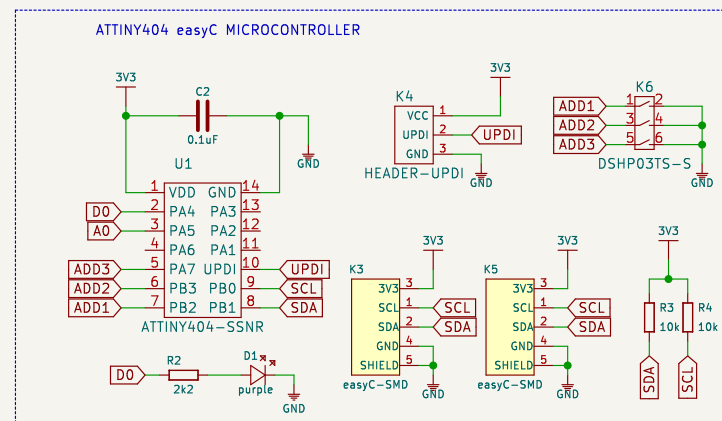 ATTINY404 easyC MICROCONTROLLER
3V3
C2
0.1uF
GND
U1
1 VDD GND 14
D0 2 PA4 PA3 13
A0 3 PA5 PA2 12
4 PA6 PA1 11
ADD3 5 PA7 UPDI 10 UPDI
ADD2 6 PB3 PB0 9 SCL
ADD1 7 PB2 PB1 8 SDA
ATTINY404-SSNR
3V3
K4
VCC 1
UPDI 2 UPDI
GND 3
HEADER-UPDI
GND
K6
ADD1 1 2
ADD2 3 4
ADD3 5 6
DSHP03TS-S
GND
3V3
K3
3V3 3
SCL 1 SCL
SDA 2 SDA
GND 4
SHIELD 5
easyC-SMD
GND
3V3
K5
3V3 3
SCL 1 SCL
SDA 2 SDA
GND 4
SHIELD 5
easyC-SMD
GND
3V3
R3
10k
R4
10k
SDA
SCL
D0
R2
2k2
D1
purple
GND